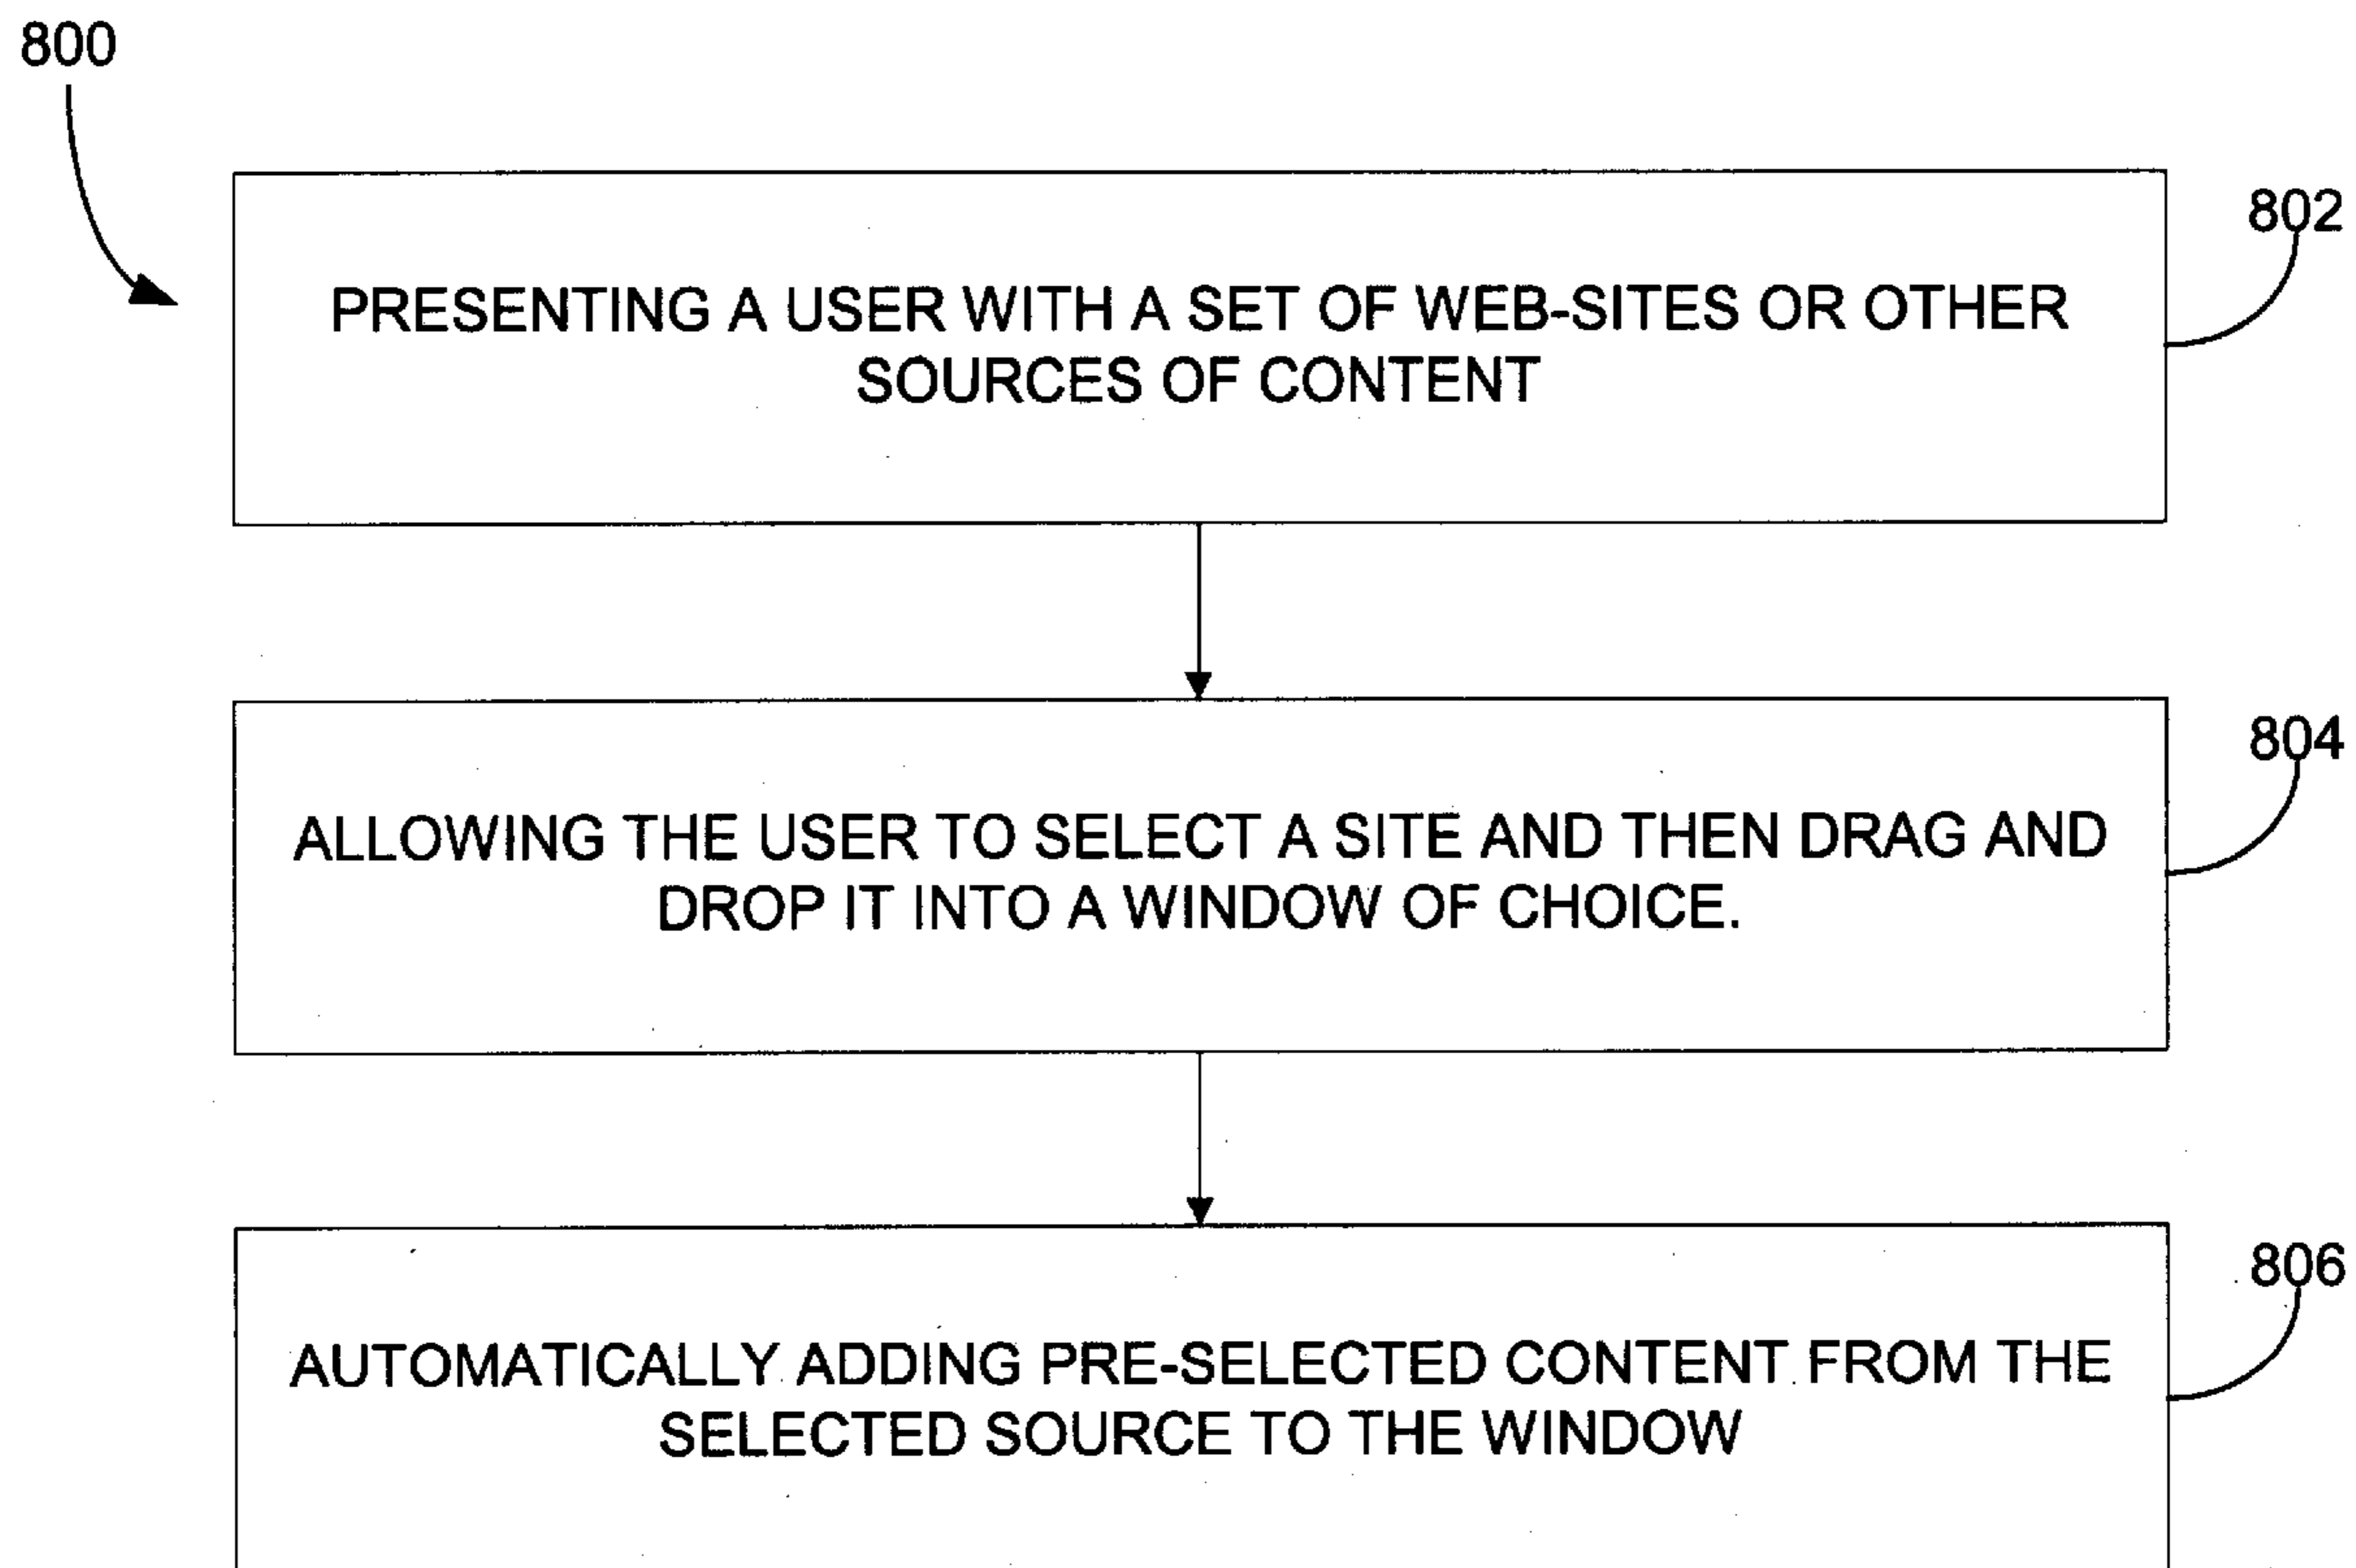 800
802
PRESENTING A USER WITH A SET OF WEB-SITES OR OTHER
SOURCES OF CONTENT
804
ALLOWING THE USER TO SELECT A SITE AND THEN DRAG AND
DROP IT INTO A WINDOW OF CHOICE.
806
AUTOMATICALLY ADDING PRE-SELECTED CONTENT FROM THE
SELECTED SOURCE TO THE WINDOW